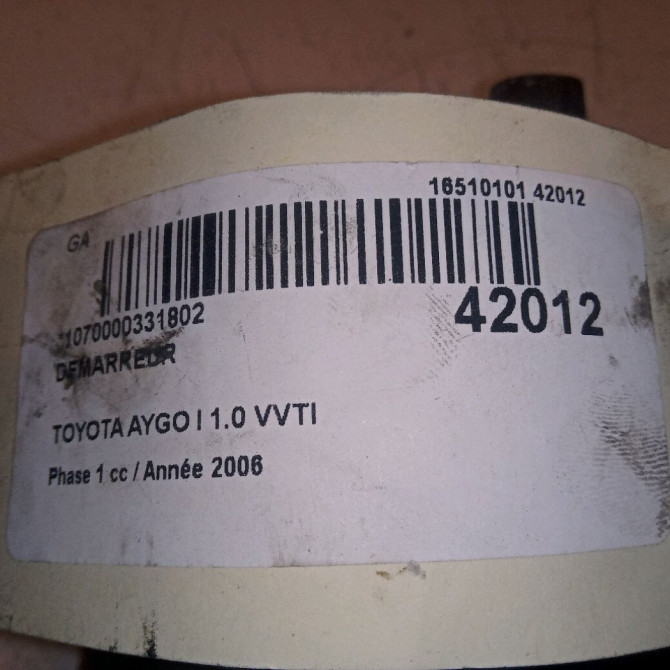 16510101 42012
GA
*1070000331802
42012
DEMARREUR
TOYOTA AYGO I 1.0 VVTI
Phase 1 cc / Année 2006